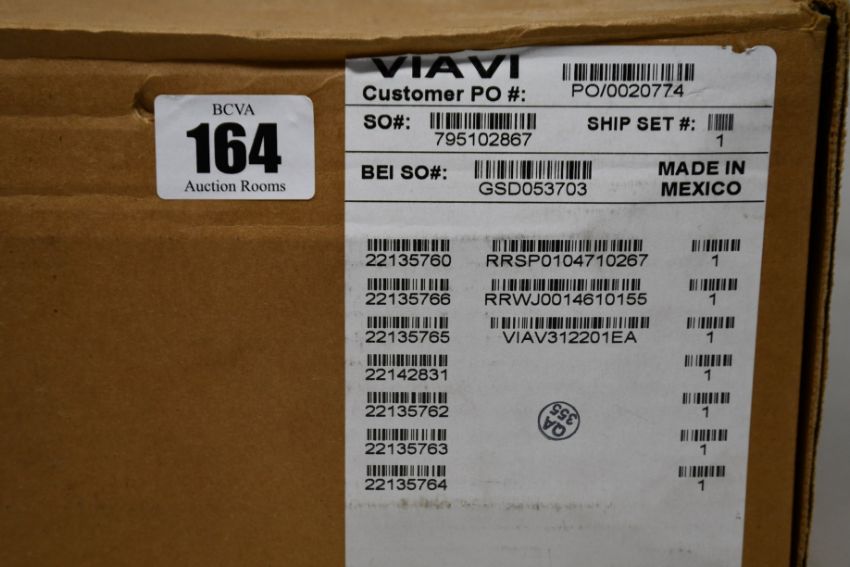 BCVA
164
Auction Rooms
VIAVI
Customer PO #: PO/0020774
SO#: 795102867 SHIP SET #: 1
BEI SO#: GSD053703 MADE IN
MEXICO
22135760 RRSP0104710267 1
22135766 RRWJ0014610155 1
22135765 VIAV312201EA 1
22142831 1
22135762 1
22135763 1
22135764 1
QA
355